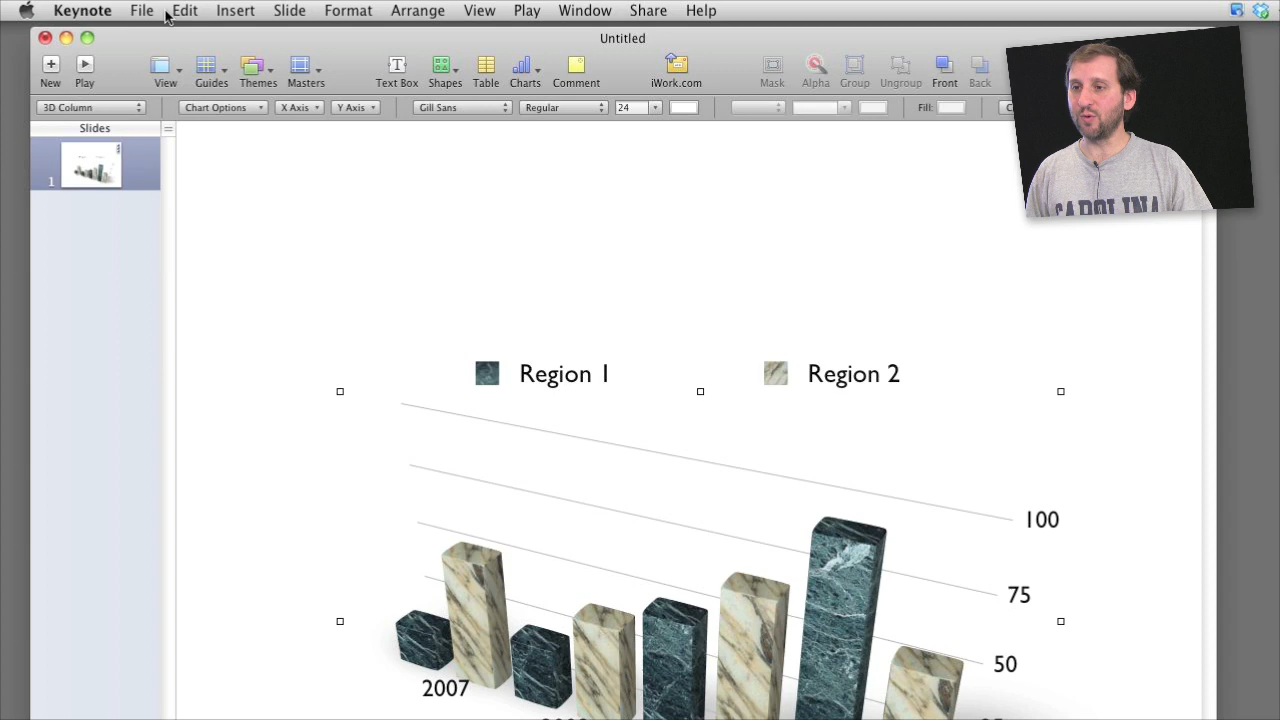 Keynote File Edit Insert Slide Format Arrange View Play Window Share Help
Untitled
New Play View Guides Themes Masters Text Box Shapes Table Charts Comment iWork.com Mask Alpha Group Ungroup Front Back
3D Column Chart Options X Axis Y Axis Gill Sans Regular 24 Fill:
Slides
1
CAROLINA
Region 1 Region 2
100
75
50
2007